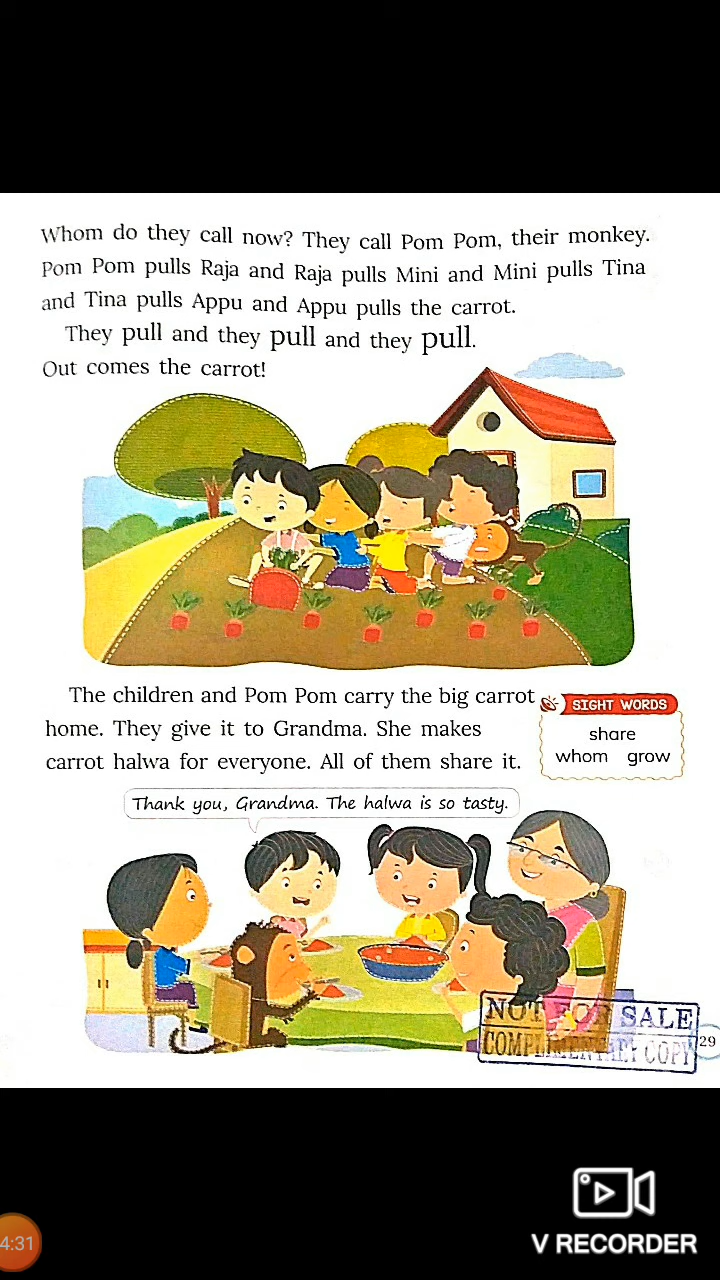 Whom do they call now? They call Pom Pom, their monkey.
Pom Pom pulls Raja and Raja pulls Mini and Mini pulls Tina
and Tina pulls Appu and Appu pulls the carrot.
They pull and they pull and they pull.
Out comes the carrot!
The children and Pom Pom carry the big carrot
home. They give it to Grandma. She makes
carrot halwa for everyone. All of them share it.
SIGHT WORDS
share
whom grow
Thank you, Grandma. The halwa is so tasty.
NOT FOR SALE
COMPLIMENTARY COPY
29
4:31
V RECORDER